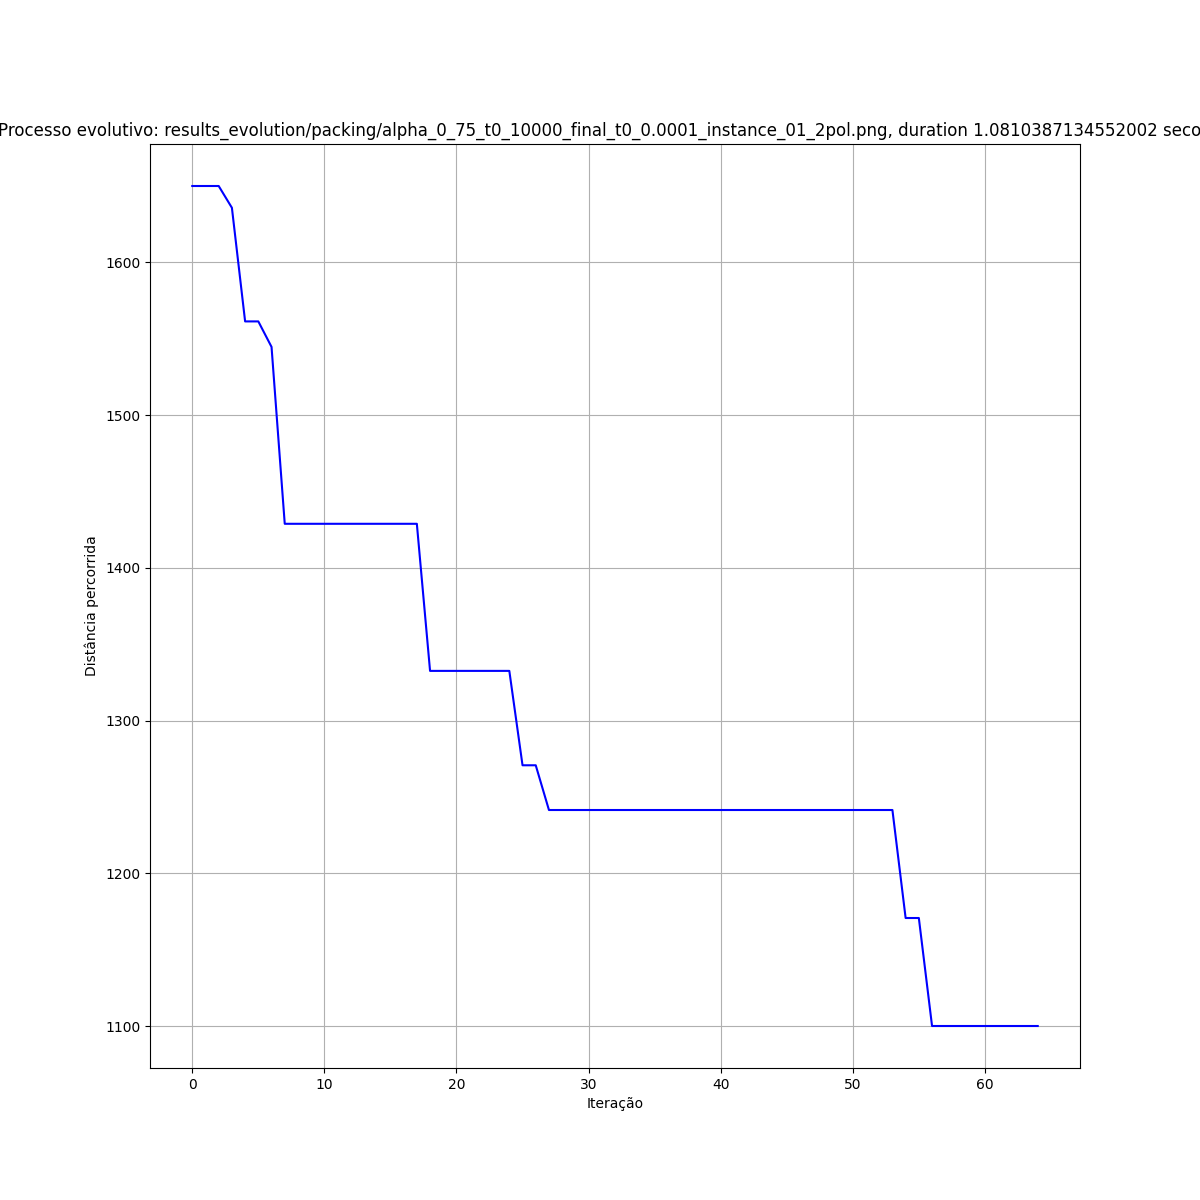 Processo evolutivo: results_evolution/packing/alpha_0_75_t0_10000_final_t0_0.0001_instance_01_2pol.png, duration 1.0810387134552002 seco
1600
1500
1400
1300
1200
1100
Distância percorrida
0 10 20 30 40 50 60
Iteração